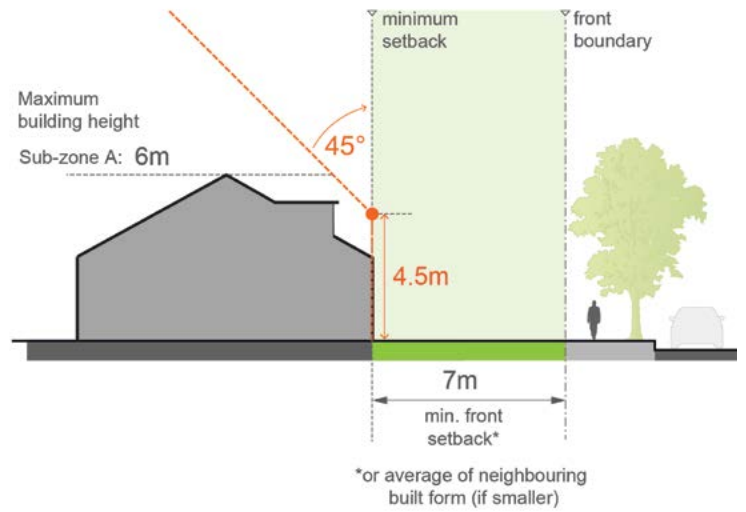 minimum
setback
front
boundary
Maximum
building height
Sub-zone A: 6m
45°
4.5m
7m
min. front
setback*
*or average of neighbouring
built form (if smaller)